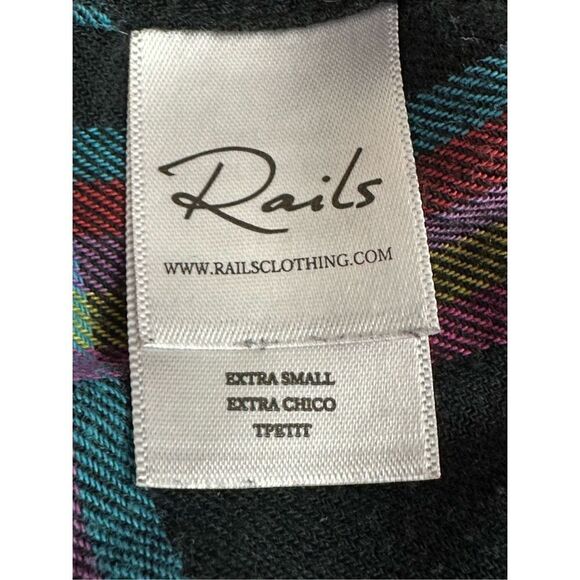 Rails
WWW.RAILSCLOTHING.COM
EXTRA SMALL
EXTRA CHICO
TPETIT